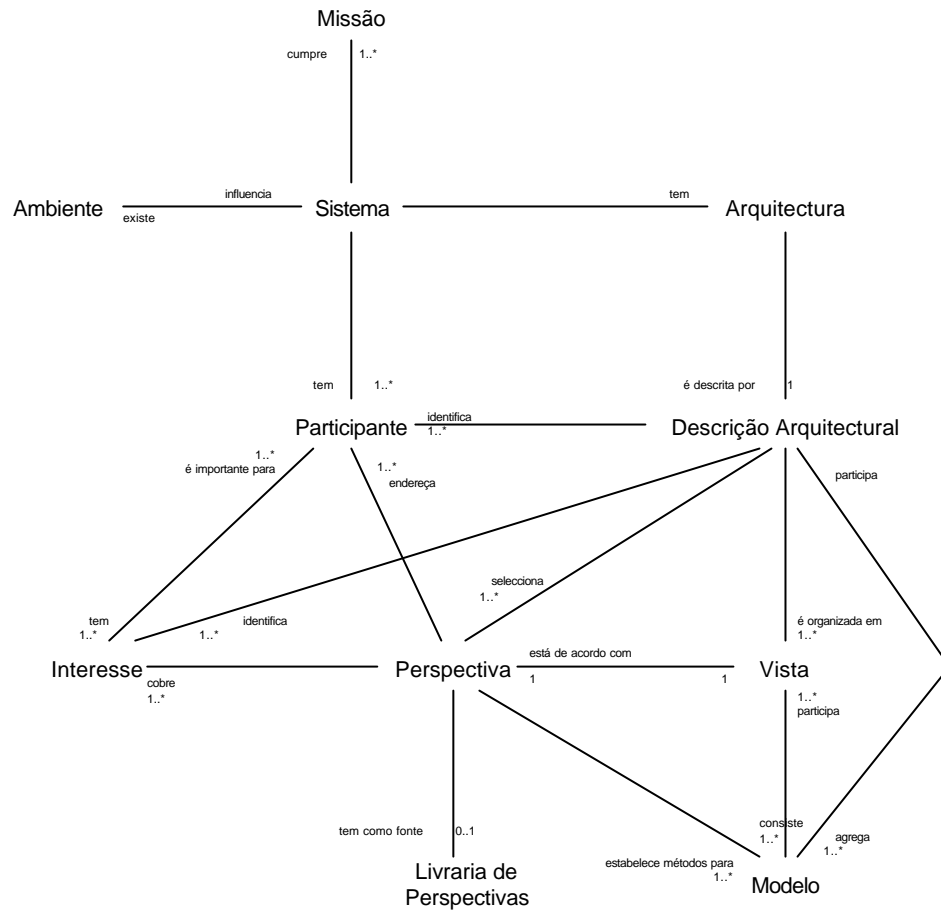 Missão
cumpre 1..*
influencia
tem
Ambiente
Sistema
Arquitectura
existe
tem 1..*
é descrita por 1
identifica
Participante
1..*
Descrição Arquitectural
1..*
é importante para
1..*
endereça
participa
selecciona
1..*
tem
1..*
identifica
1..*
é organizada em
1..*
está de acordo com
Interesse
Perspectiva
Vista
cobre
1..*
1
1
1..*
participa
tem como fonte 0..1
consiste
1..*
agrega
1..*
estabelece métodos para
1..*
Livraria de
Perspectivas
Modelo